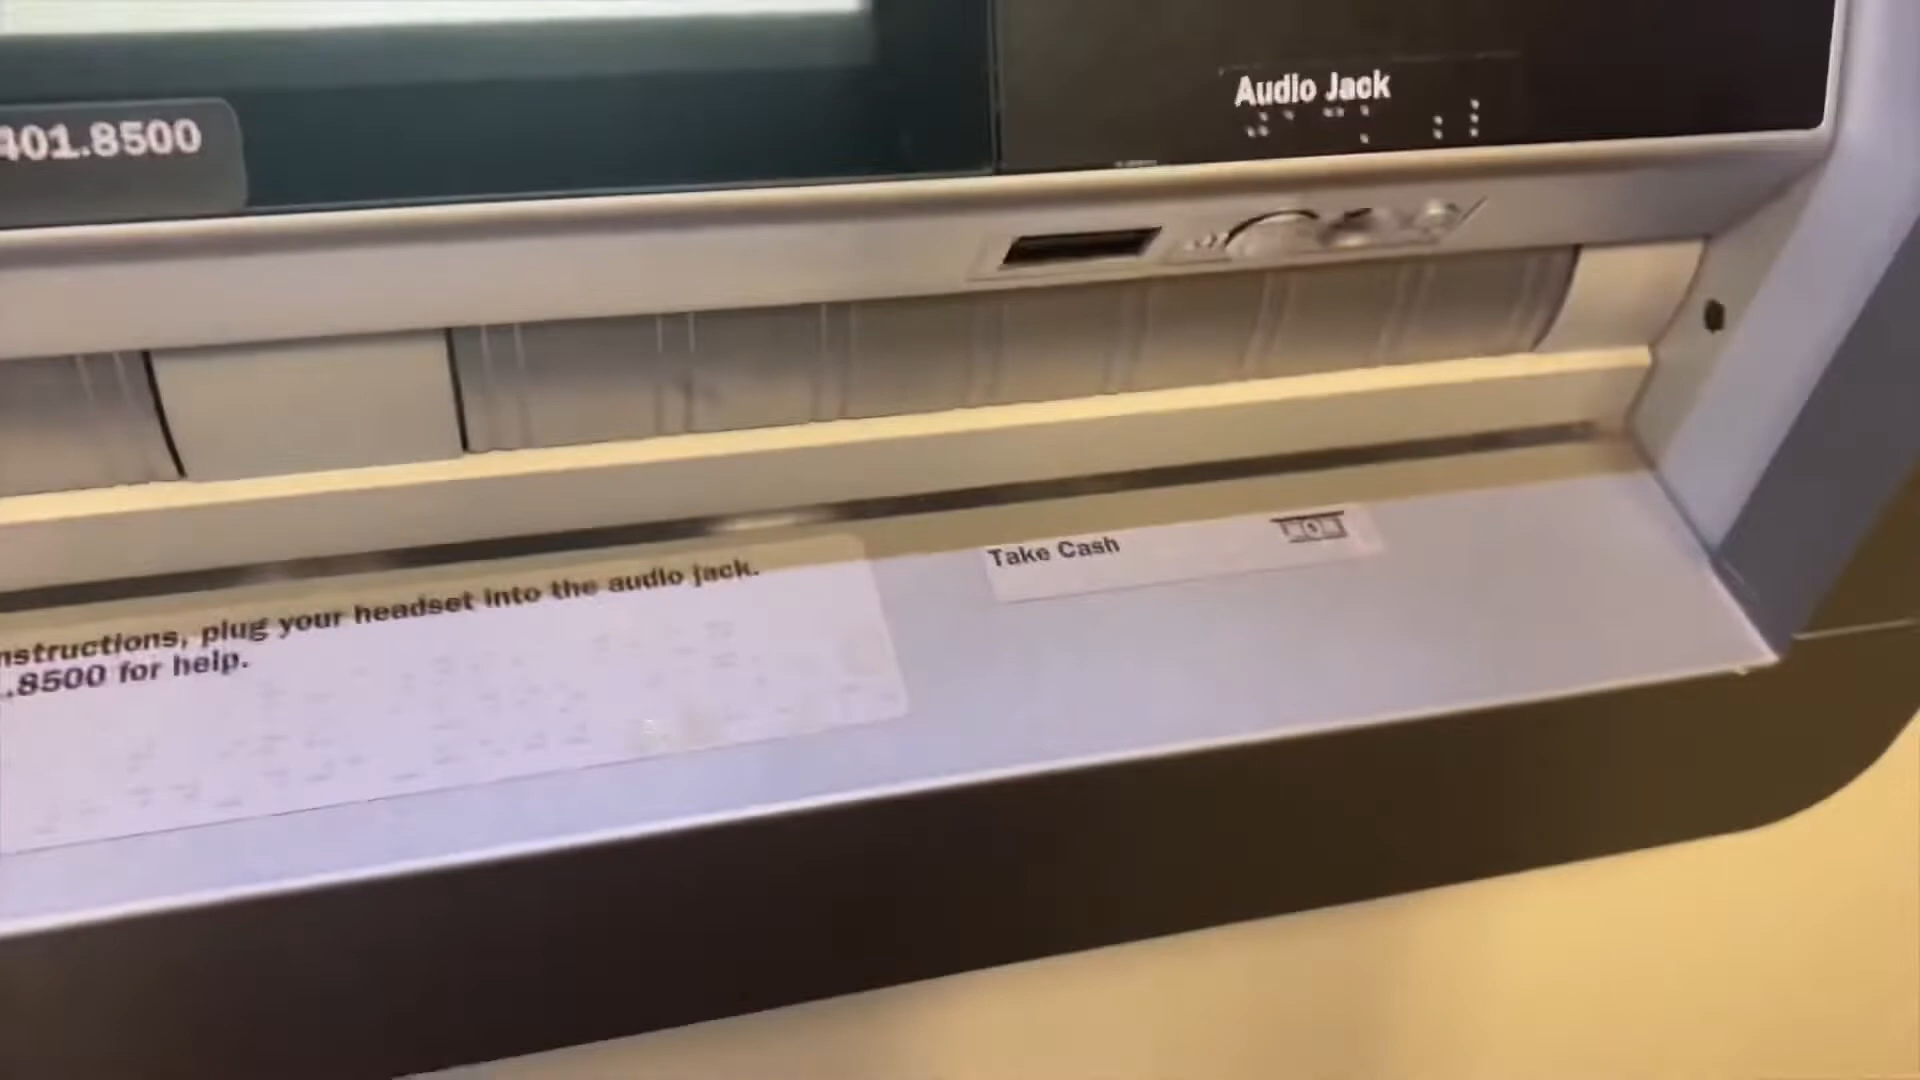 401.8500
Audio Jack
nstructions, plug your headset into the audio jack.
.8500 for help.
Take Cash